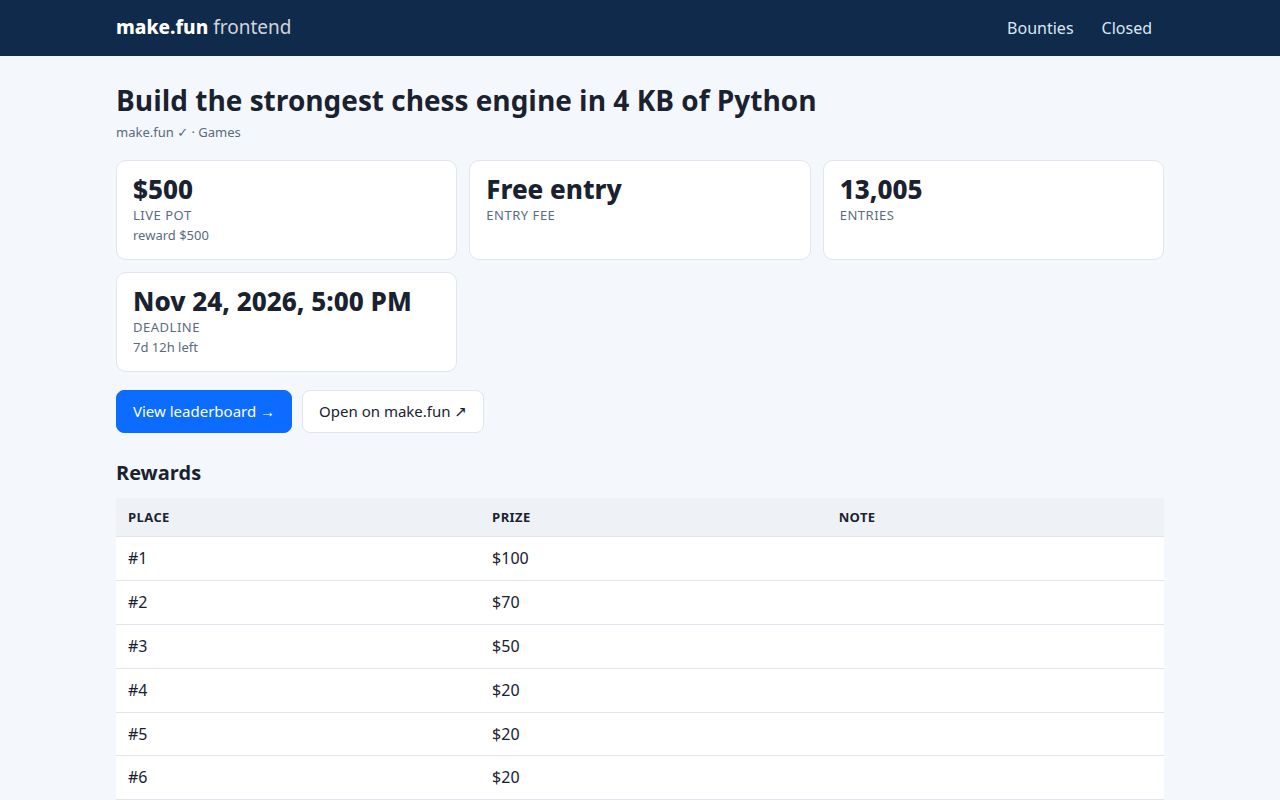 make.fun frontend
Bounties
Closed
Build the strongest chess engine in 4 KB of Python
make.fun ✓ · Games
$500
LIVE POT
reward $500
Free entry
ENTRY FEE
13,005
ENTRIES
Nov 24, 2026, 5:00 PM
DEADLINE
7d 12h left
View leaderboard →
Open on make.fun ↗
Rewards
PLACE PRIZE NOTE
#1 $100
#2 $70
#3 $50
#4 $20
#5 $20
#6 $20